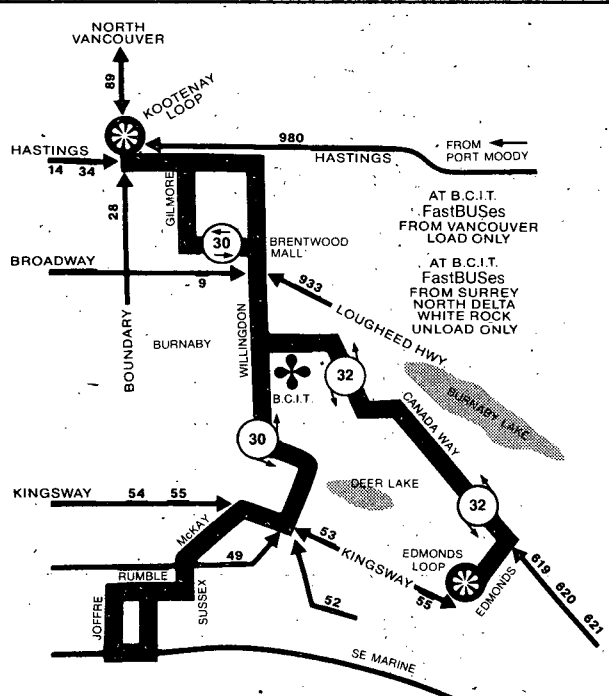 NORTH
VANCOUVER
89
KOOTENAY
LOOP
980
HASTINGS
14 34
HASTINGS
FROM
PORT MOODY
28
GILMORE
30
BRENTWOOD
MALL
AT B.C.I.T.
FastBUSes
FROM VANCOUVER
LOAD ONLY
BROADWAY
9
933
LOUGHEED HWY
AT B.C.I.T.
FastBUSes
FROM SURREY
NORTH DELTA
WHITE ROCK
UNLOAD ONLY
BOUNDARY
BURNABY
WILLINGDON
B.C.I.T.
32
BURNABY LAKE
CANADA WAY
30
DEER LAKE
32
KINGSWAY
54 55
McKAY
49
53
KINGSWAY
55
EDMONDS
LOOP
EDMONDS
619
620
621
RUMBLE
SUSSEX
JOFFRE
52
SE MARINE